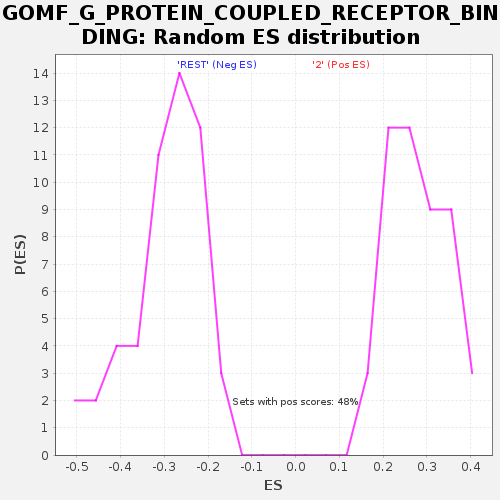 GOMF_G_PROTEIN_COUPLED_RECEPTOR_BIN
DING: Random ES distribution
'REST' (Neg ES)
'2' (Pos ES)
14
13
12
11
10
9
8
7
6
5
4
3
2
1
0
P(ES)
Sets with pos scores: 48%
-0.5 -0.4 -0.3 -0.2 -0.1 0.0 0.1 0.2 0.3 0.4
ES